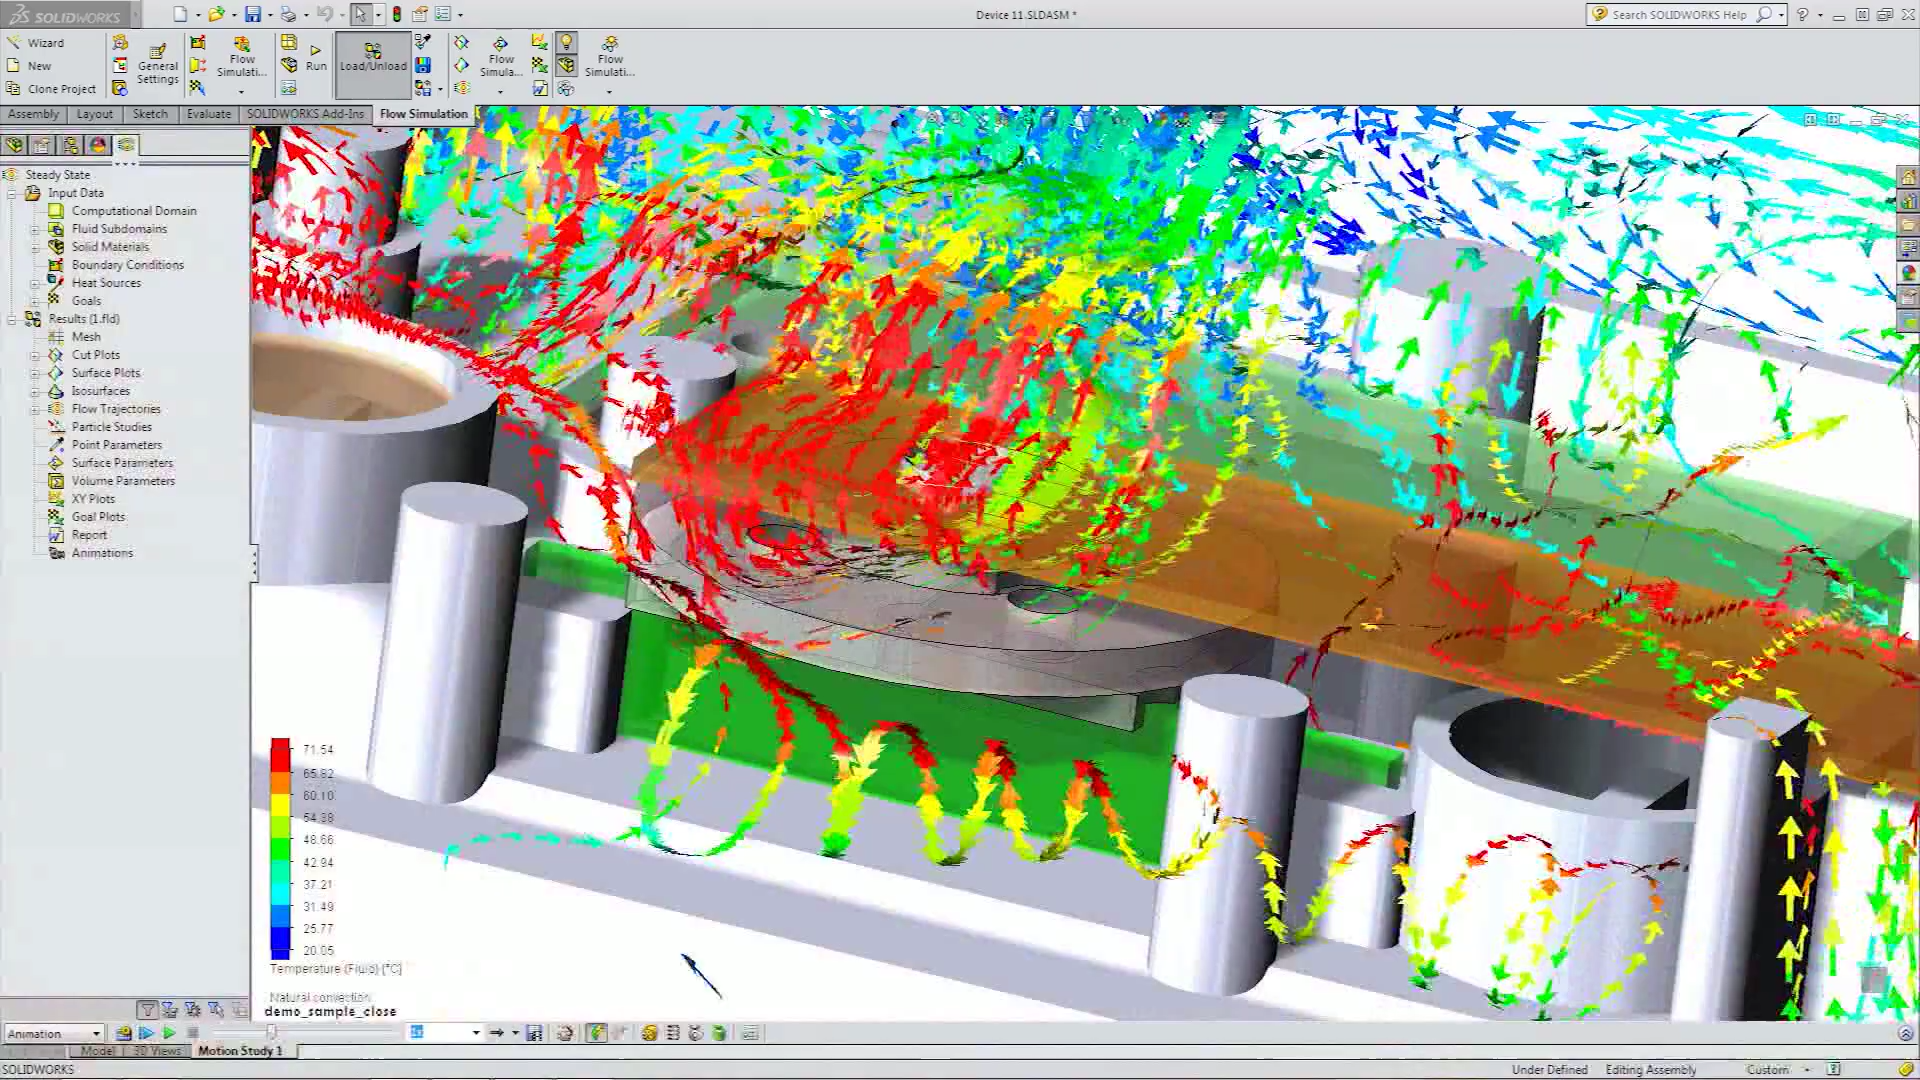 SOLIDWORKS
Device 11.SLDASM *
Search SOLIDWORKS Help
Wizard
New
Clone Project
General
Settings
Flow
Simulati...
Run
Load/Unload
Flow
Simula...
Flow
Simulati...
Assembly
Layout
Sketch
Evaluate
SOLIDWORKS Add-Ins
Flow Simulation
Steady State
Input Data
Computational Domain
Fluid Subdomains
Solid Materials
Boundary Conditions
Heat Sources
Goals
Results (1.fld)
Mesh
Cut Plots
Surface Plots
Isosurfaces
Flow Trajectories
Particle Studies
Point Parameters
Surface Parameters
Volume Parameters
XY Plots
Goal Plots
Report
Animations
71.54
65.82
60.10
54.38
48.66
42.94
37.21
31.49
25.77
20.05
Temperature (Fluid) [°C]
Natural convection
demo_sample_close
Animation
Model
3D Views
Motion Study 1
SOLIDWORKS
Under Defined
Editing Assembly
Custom